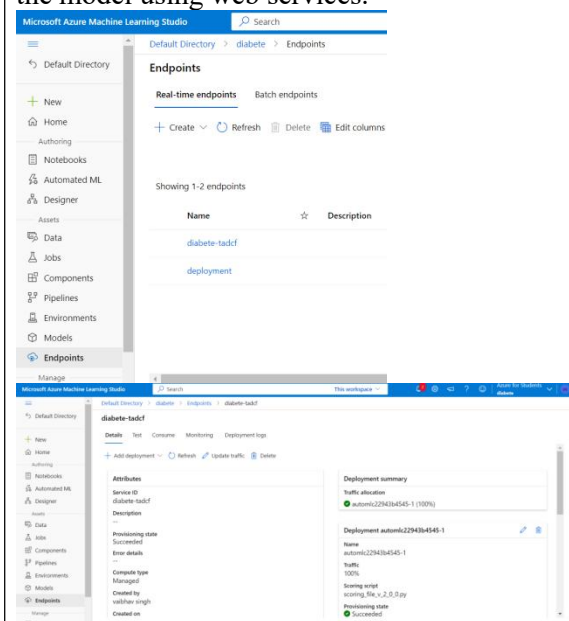 the model using web services.
Microsoft Azure Machine Learning Studio
Search
Default Directory > diabete > Endpoints
Default Directory
Endpoints
Real-time endpoints Batch endpoints
New
Home
+ Create Refresh Delete Edit columns
Authoring
Notebooks
Automated ML
Designer
Showing 1-2 endpoints
Name Description
Assets
Data
diabete-tadcf
Jobs
deployment
Components
Pipelines
Environments
Models
Endpoints
Manage
Microsoft Azure Machine Learning Studio
Search
This workspace
Azure for Students
diabete
Default Directory > diabete > Endpoints > diabete-tadcf
Default Directory
diabete-tadcf
Details Test Consume Monitoring Deployment logs
New
Home
+ Add deployment Refresh Update traffic Delete
Authoring
Notebooks
Automated ML
Designer
Assets
Data
Jobs
Components
Pipelines
Environments
Models
Endpoints
Manage
Attributes
Service ID
diabete-tadcf
Description
--
Provisioning state
Succeeded
Error details
--
Compute type
Managed
Created by
vaibhav singh
Created on
Deployment summary
Traffic allocation
automlc22943b4545-1 (100%)
Deployment automlc22943b4545-1
Name
automlc22943b4545-1
Traffic
100%
Scoring script
scoring_file_v_2_0_0.py
Provisioning state
Succeeded